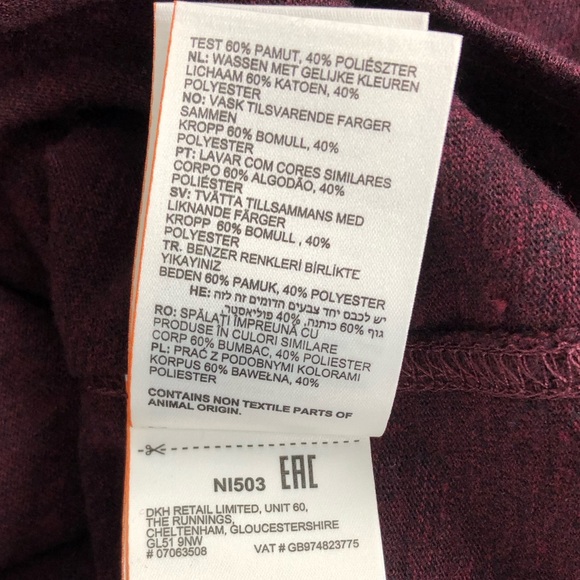 TEST 60% PAMUT, 40% POLIÉSZTER
NL: WASSEN MET GELIJKE KLEUREN
LICHAAM 60% KATOEN, 40%
POLYESTER
NO: VASK TILSVARENDE FARGER
SAMMEN
KROPP 60% BOMULL, 40%
POLYESTER
PT: LAVAR COM CORES SIMILARES
CORPO 60% ALGODÃO, 40%
POLIÉSTER
SV: TVÄTTA TILLSAMMANS MED
LIKNANDE FÄRGER
KROPP 60% BOMULL , 40%
POLYESTER
TR. BENZER RENKLERİ BİRLİKTE
YIKAYINIZ
BEDEN 60% PAMUK, 40% POLYESTER
HE: יש לכבס יחד צבעים הדומים זה לזה
גוף 60% כותנה, 40% פוליאסטר
RO: SPĂLAȚI ÎMPREUNĂ CU
PRODUSE ÎN CULORI SIMILARE
CORP 60% BUMBAC, 40% POLIESTER
PL: PRAĆ Z PODOBNYMI KOLORAMI
KORPUS 60% BAWEŁNA, 40%
POLIESTER
CONTAINS NON TEXTILE PARTS OF
ANIMAL ORIGIN.
NI503 EAC
DKH RETAIL LIMITED, UNIT 60,
THE RUNNINGS,
CHELTENHAM, GLOUCESTERSHIRE
GL51 9NW
# 07063508 VAT # GB974823775